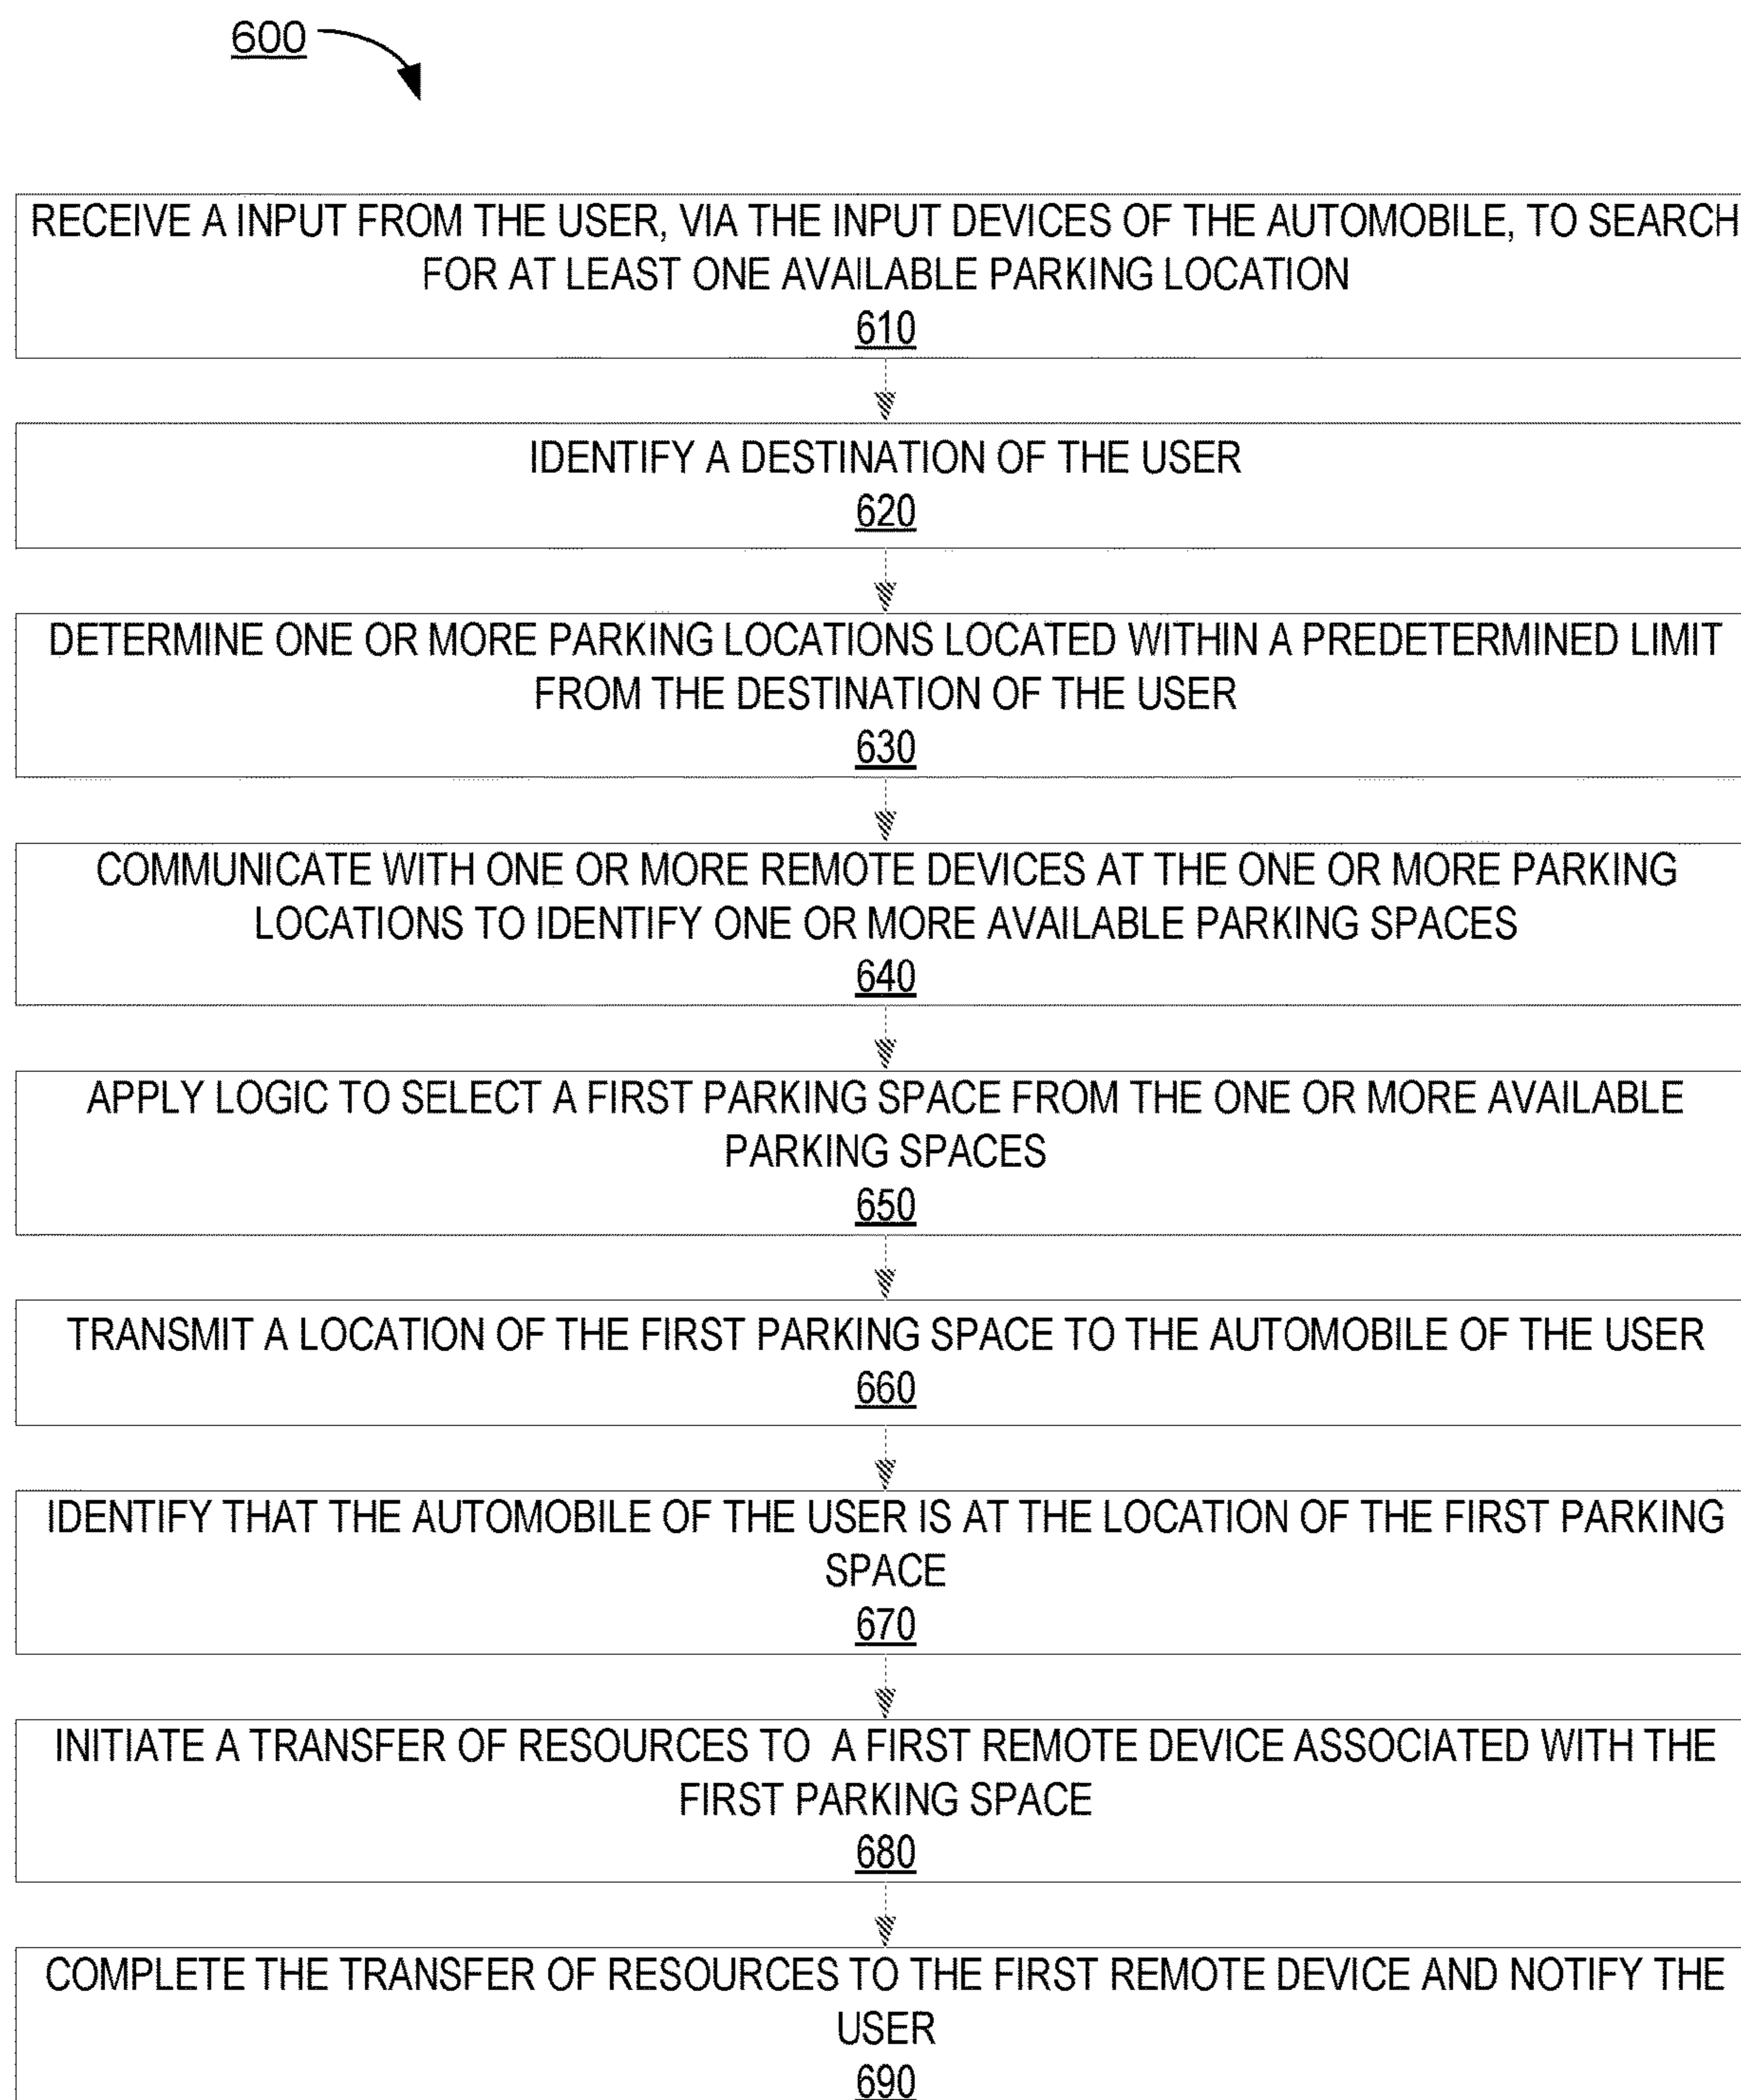 600
RECEIVE A INPUT FROM THE USER, VIA THE INPUT DEVICES OF THE AUTOMOBILE, TO SEARCH
FOR AT LEAST ONE AVAILABLE PARKING LOCATION
610
IDENTIFY A DESTINATION OF THE USER
620
DETERMINE ONE OR MORE PARKING LOCATIONS LOCATED WITHIN A PREDETERMINED LIMIT
FROM THE DESTINATION OF THE USER
630
COMMUNICATE WITH ONE OR MORE REMOTE DEVICES AT THE ONE OR MORE PARKING
LOCATIONS TO IDENTIFY ONE OR MORE AVAILABLE PARKING SPACES
640
APPLY LOGIC TO SELECT A FIRST PARKING SPACE FROM THE ONE OR MORE AVAILABLE
PARKING SPACES
650
TRANSMIT A LOCATION OF THE FIRST PARKING SPACE TO THE AUTOMOBILE OF THE USER
660
IDENTIFY THAT THE AUTOMOBILE OF THE USER IS AT THE LOCATION OF THE FIRST PARKING
SPACE
670
INITIATE A TRANSFER OF RESOURCES TO A FIRST REMOTE DEVICE ASSOCIATED WITH THE
FIRST PARKING SPACE
680
COMPLETE THE TRANSFER OF RESOURCES TO THE FIRST REMOTE DEVICE AND NOTIFY THE
USER
690